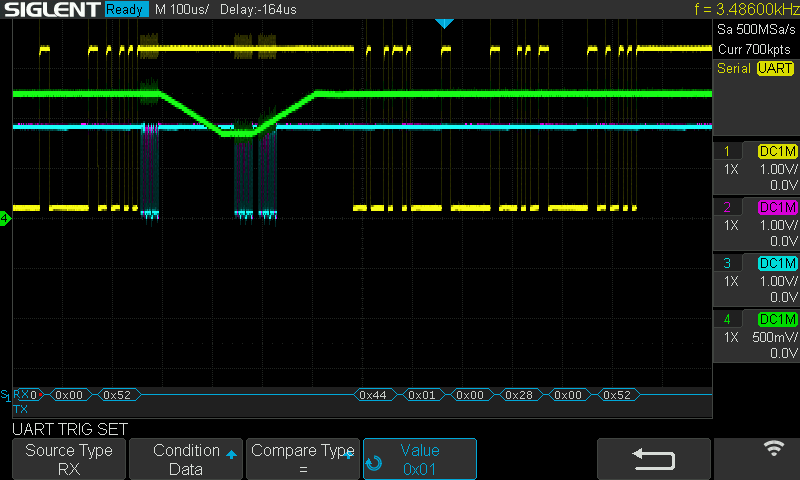 SIGLENT Ready M 100us/ Delay:-164us f = 3.48600kHz
Sa 500MSa/s
Curr 700kpts
Serial UART
1 DC1M
1X 1.00V/
0.0V
2 DC1M
1X 1.00V/
0.0V
3 DC1M
1X 1.00V/
0.0V
4 DC1M
1X 500mV/
0.0V
4
S1 RX 0 0x00 0x52 0x44 0x01 0x00 0x28 0x00 0x52
TX
UART TRIG SET
Source Type
RX
Condition
Data
Compare Type
=
Value
0x01